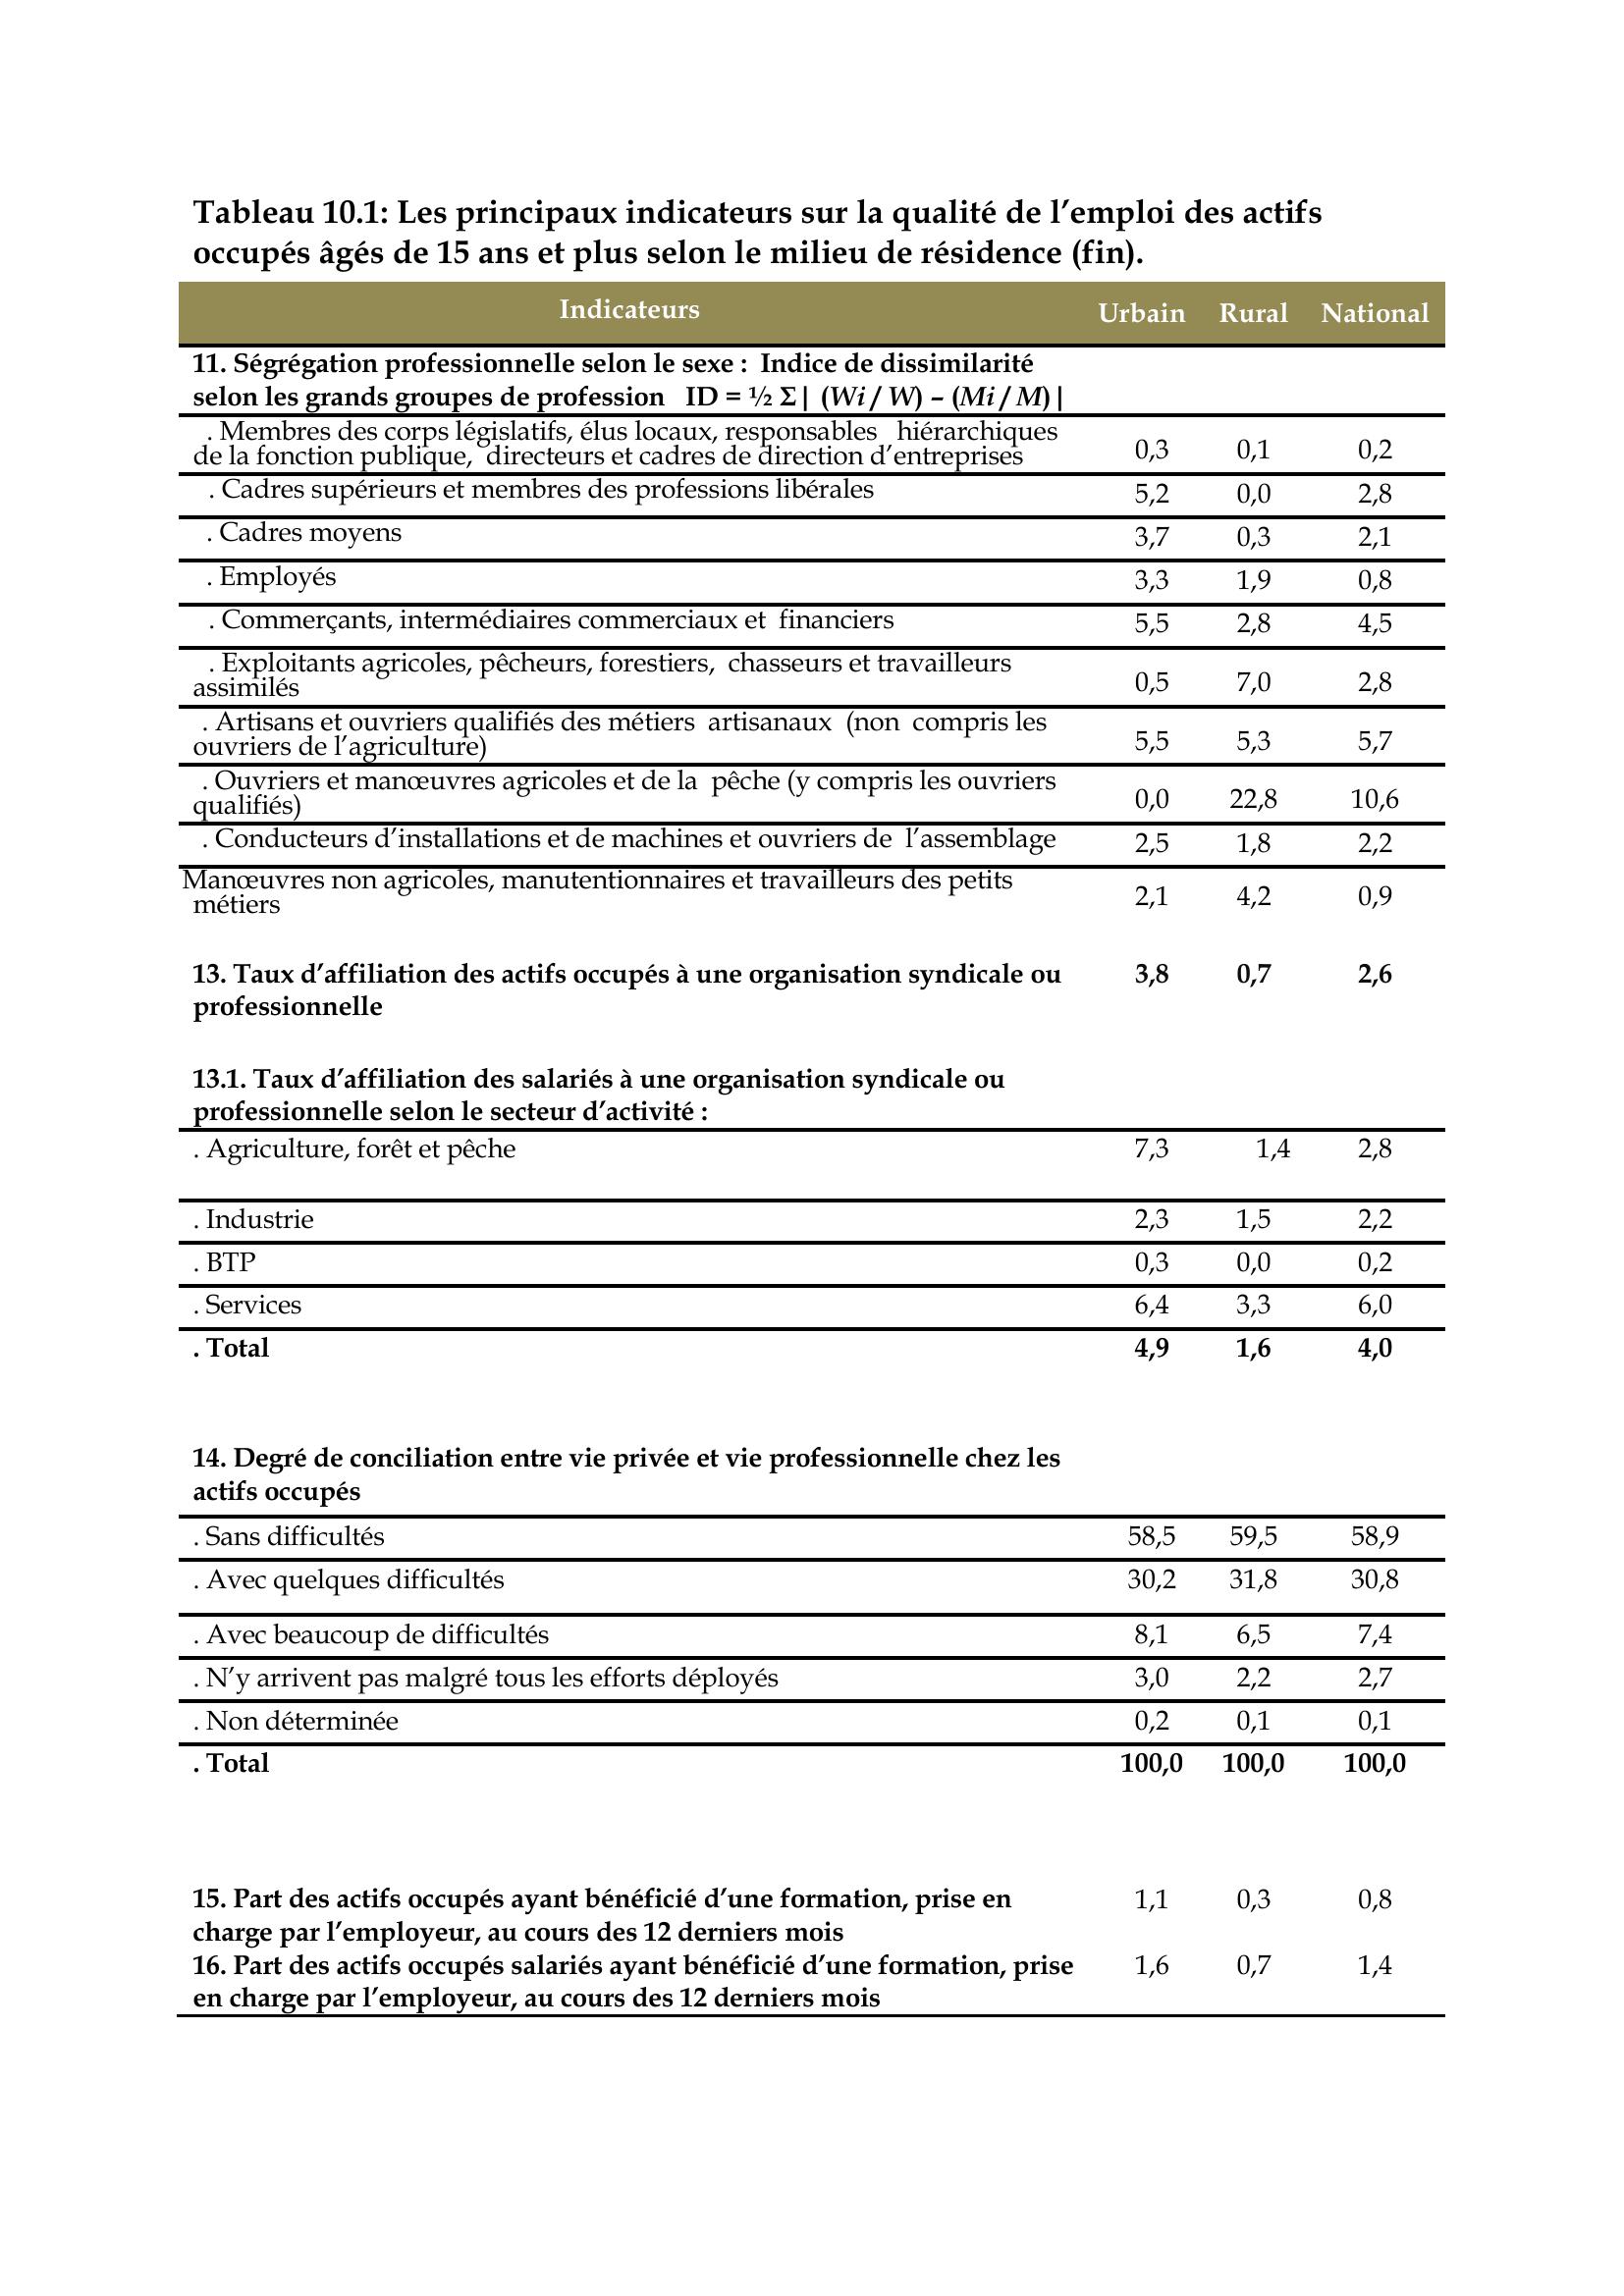 Tableau 10.1: Les principaux indicateurs sur la qualité de l’emploi des actifs
occupés âgés de 15 ans et plus selon le milieu de résidence (fin).
Indicateurs Urbain Rural National
11. Ségrégation professionnelle selon le sexe : Indice de dissimilarité
selon les grands groupes de profession ID = ½ Σ| (Wi / W) – (Mi / M)|
. Membres des corps législatifs, élus locaux, responsables hiérarchiques
de la fonction publique, directeurs et cadres de direction d’entreprises 0,3 0,1 0,2
. Cadres supérieurs et membres des professions libérales 5,2 0,0 2,8
. Cadres moyens 3,7 0,3 2,1
. Employés 3,3 1,9 0,8
. Commerçants, intermédiaires commerciaux et financiers 5,5 2,8 4,5
. Exploitants agricoles, pêcheurs, forestiers, chasseurs et travailleurs
assimilés 0,5 7,0 2,8
. Artisans et ouvriers qualifiés des métiers artisanaux (non compris les
ouvriers de l’agriculture) 5,5 5,3 5,7
. Ouvriers et manœuvres agricoles et de la pêche (y compris les ouvriers
qualifiés) 0,0 22,8 10,6
. Conducteurs d’installations et de machines et ouvriers de l’assemblage 2,5 1,8 2,2
Manœuvres non agricoles, manutentionnaires et travailleurs des petits
métiers 2,1 4,2 0,9
13. Taux d’affiliation des actifs occupés à une organisation syndicale ou 3,8 0,7 2,6
professionnelle
13.1. Taux d’affiliation des salariés à une organisation syndicale ou
professionnelle selon le secteur d’activité :
. Agriculture, forêt et pêche 7,3 1,4 2,8
. Industrie 2,3 1,5 2,2
. BTP 0,3 0,0 0,2
. Services 6,4 3,3 6,0
. Total 4,9 1,6 4,0
14. Degré de conciliation entre vie privée et vie professionnelle chez les
actifs occupés
. Sans difficultés 58,5 59,5 58,9
. Avec quelques difficultés 30,2 31,8 30,8
. Avec beaucoup de difficultés 8,1 6,5 7,4
. N’y arrivent pas malgré tous les efforts déployés 3,0 2,2 2,7
. Non déterminée 0,2 0,1 0,1
. Total 100,0 100,0 100,0
15. Part des actifs occupés ayant bénéficié d’une formation, prise en 1,1 0,3 0,8
charge par l’employeur, au cours des 12 derniers mois
16. Part des actifs occupés salariés ayant bénéficié d’une formation, prise 1,6 0,7 1,4
en charge par l’employeur, au cours des 12 derniers mois